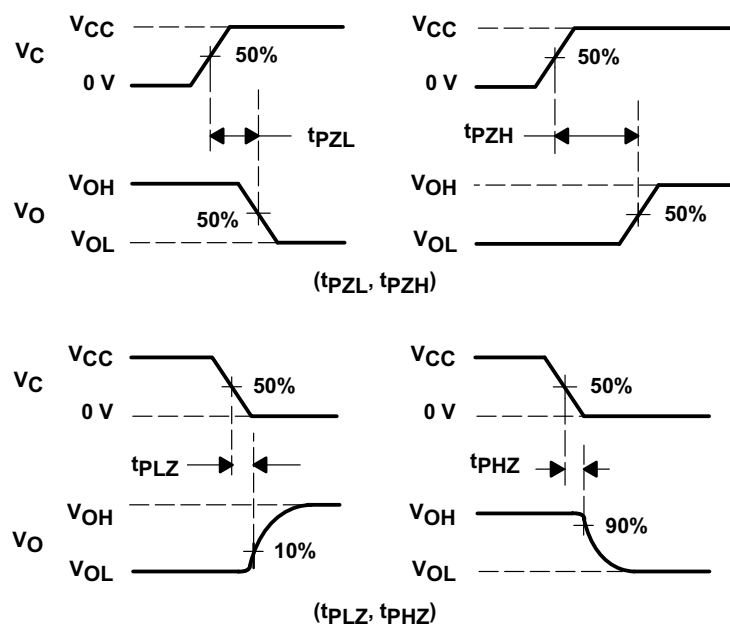 VCC VCC
VC 50% 50%
0 V 0 V
tPZL tPZH
VOH VOH
VO 50% 50%
VOL VOL
(tPZL, tPZH)
VCC VCC
VC 50% 50%
0 V 0 V
tPLZ tPHZ
VOH VOH
VO 10% 90%
VOL VOL
(tPLZ, tPHZ)